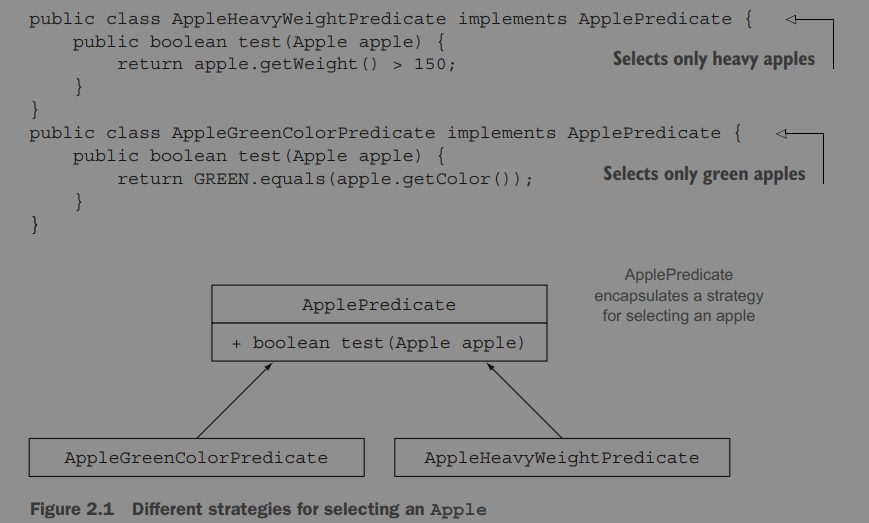 public class AppleHeavyWeightPredicate implements ApplePredicate {
public boolean test(Apple apple) {
return apple.getWeight() > 150;
Selects only heavy apples
}
}
public class AppleGreenColorPredicate implements ApplePredicate {
public boolean test(Apple apple) {
return GREEN.equals(apple.getColor());
Selects only green apples
}
}
ApplePredicate
encapsulates a strategy
for selecting an apple
ApplePredicate
+ boolean test(Apple apple)
AppleGreenColorPredicate
AppleHeavyWeightPredicate
Figure 2.1 Different strategies for selecting an Apple